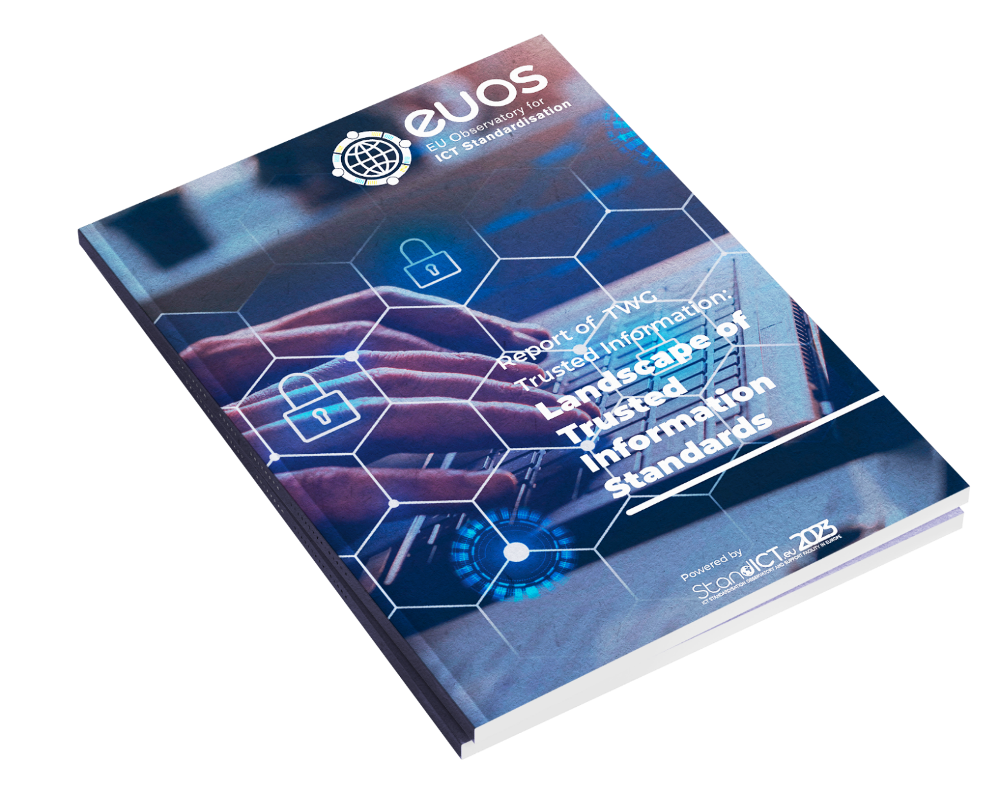 euos
EU Observatory for
ICT Standardisation
Report of TWG
Trusted Information:
Landscape of
Trusted
Information
Standards
Powered by
StandICT.eu 2023
ICT STANDARDISATION OBSERVATORY AND SUPPORT FACILITY IN EUROPE